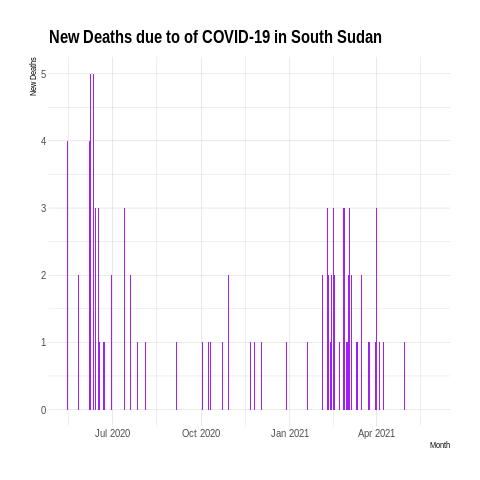 New Deaths due to of COVID-19 in South Sudan
New Deaths
5
4
3
2
1
0
Jul 2020 Oct 2020 Jan 2021 Apr 2021
Month